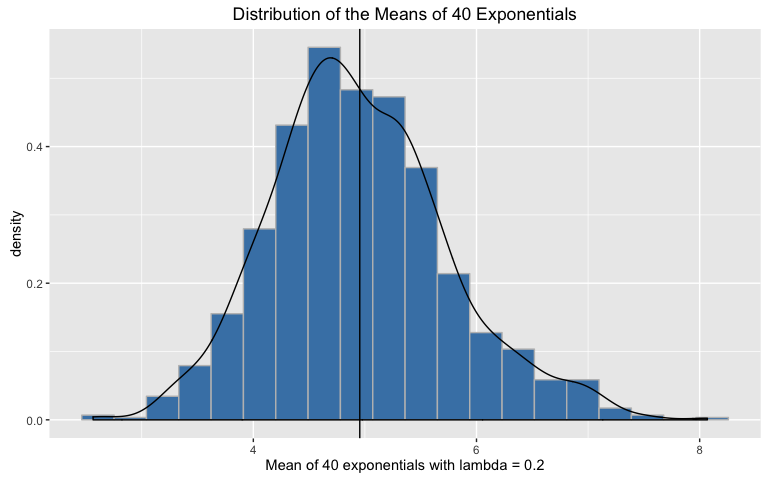 Distribution of the Means of 40 Exponentials
density
0.4
0.2
0.0
4
6
8
Mean of 40 exponentials with lambda = 0.2